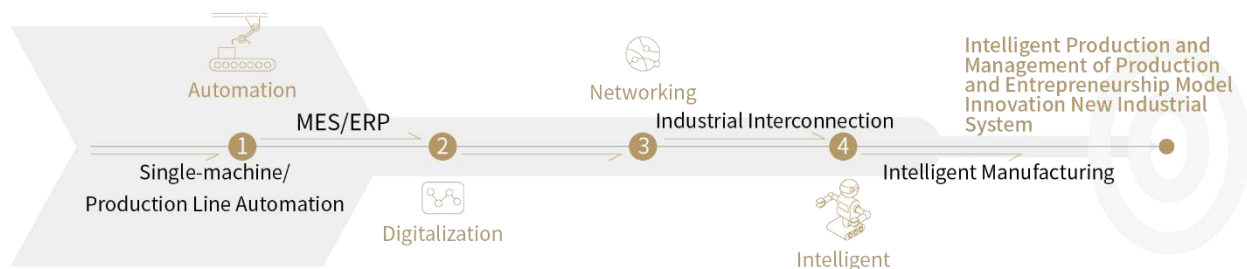 Automation
Networking
Intelligent Production and
Management of Production
and Entrepreneurship Model
Innovation New Industrial
System
MES/ERP
Industrial Interconnection
1
2
3
4
Single-machine/
Production Line Automation
Intelligent Manufacturing
Digitalization
Intelligent